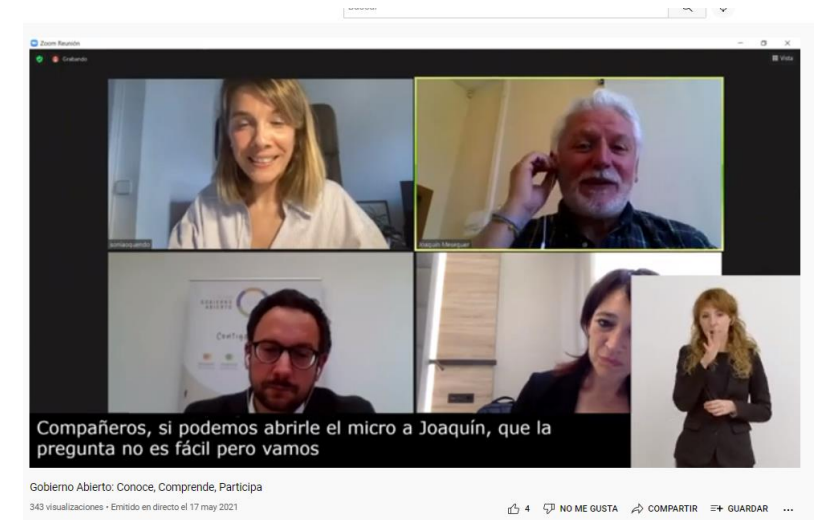 Zoom Reunión
Grabando
Vista
GOBIERNO
ABIERTO
Compañeros, si podemos abrirle el micro a Joaquín, que la
pregunta no es fácil pero vamos
Gobierno Abierto: Conoce, Comprende, Participa
343 visualizaciones • Emitido en directo el 17 may 2021
4 NO ME GUSTA COMPARTIR GUARDAR ...